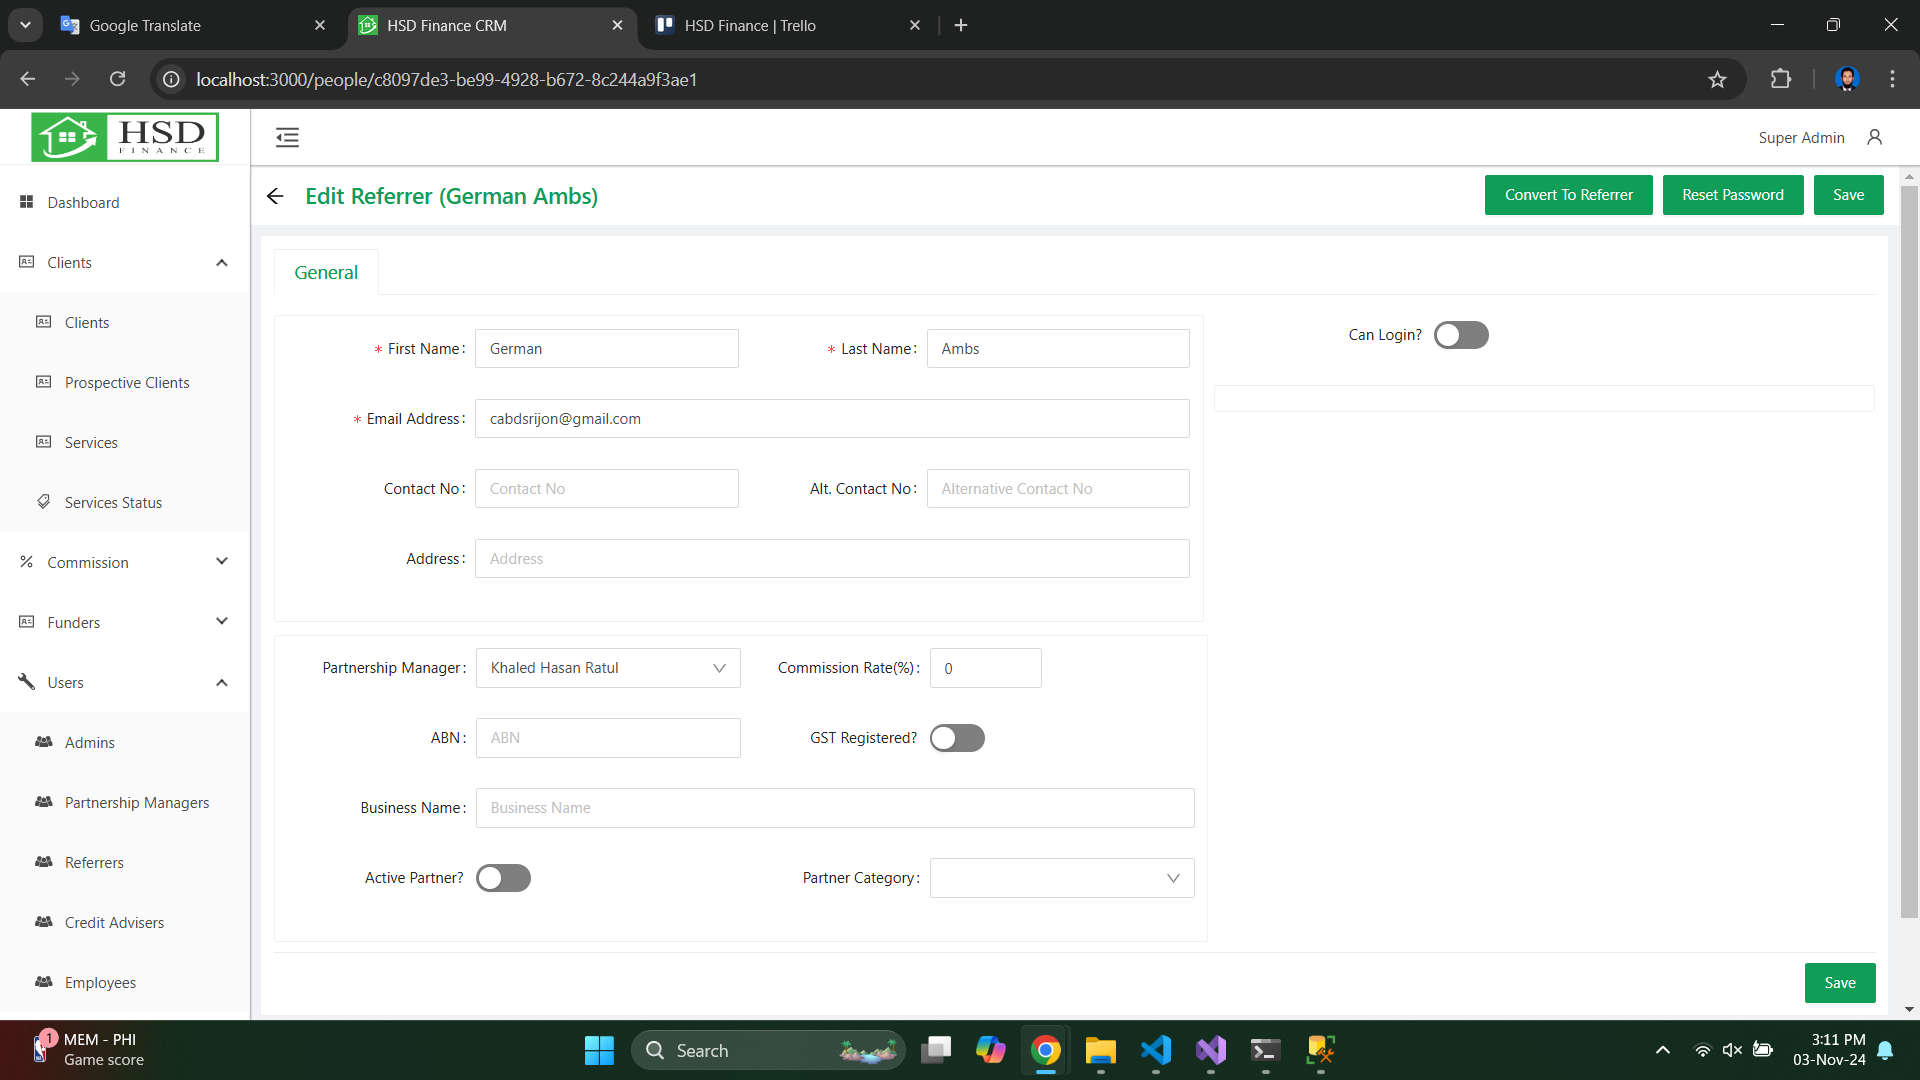 Google Translate
HSD Finance CRM
HSD Finance | Trello
localhost:3000/people/c8097de3-be99-4928-b672-8c244a9f3ae1
HSD
FINANCE
Super Admin
Edit Referrer (German Ambs)
Convert To Referrer
Reset Password
Save
Dashboard
Clients
Clients
Prospective Clients
Services
Services Status
Commission
Funders
Users
Admins
Partnership Managers
Referrers
Credit Advisers
Employees
General
* First Name: German
* Last Name: Ambs
Can Login?
* Email Address: cabdsrijon@gmail.com
Contact No: Contact No
Alt. Contact No: Alternative Contact No
Address: Address
Partnership Manager: Khaled Hasan Ratul
Commission Rate(%): 0
ABN: ABN
GST Registered?
Business Name: Business Name
Active Partner?
Partner Category:
Save
1
MEM - PHI
Game score
Search
3:11 PM
03-Nov-24